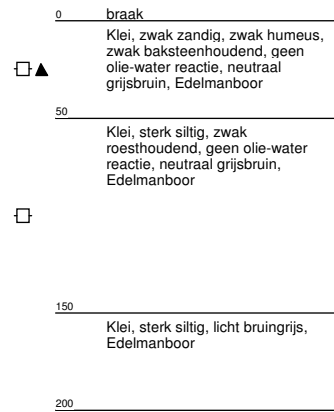 0 braak
Klei, zwak zandig, zwak humeus,
zwak baksteenhoudend, geen
olie-water reactie, neutraal
grijsbruin, Edelmanboor
50
Klei, sterk siltig, zwak
roesthoudend, geen olie-water
reactie, neutraal grijsbruin,
Edelmanboor
150
Klei, sterk siltig, licht bruingrijs,
Edelmanboor
200